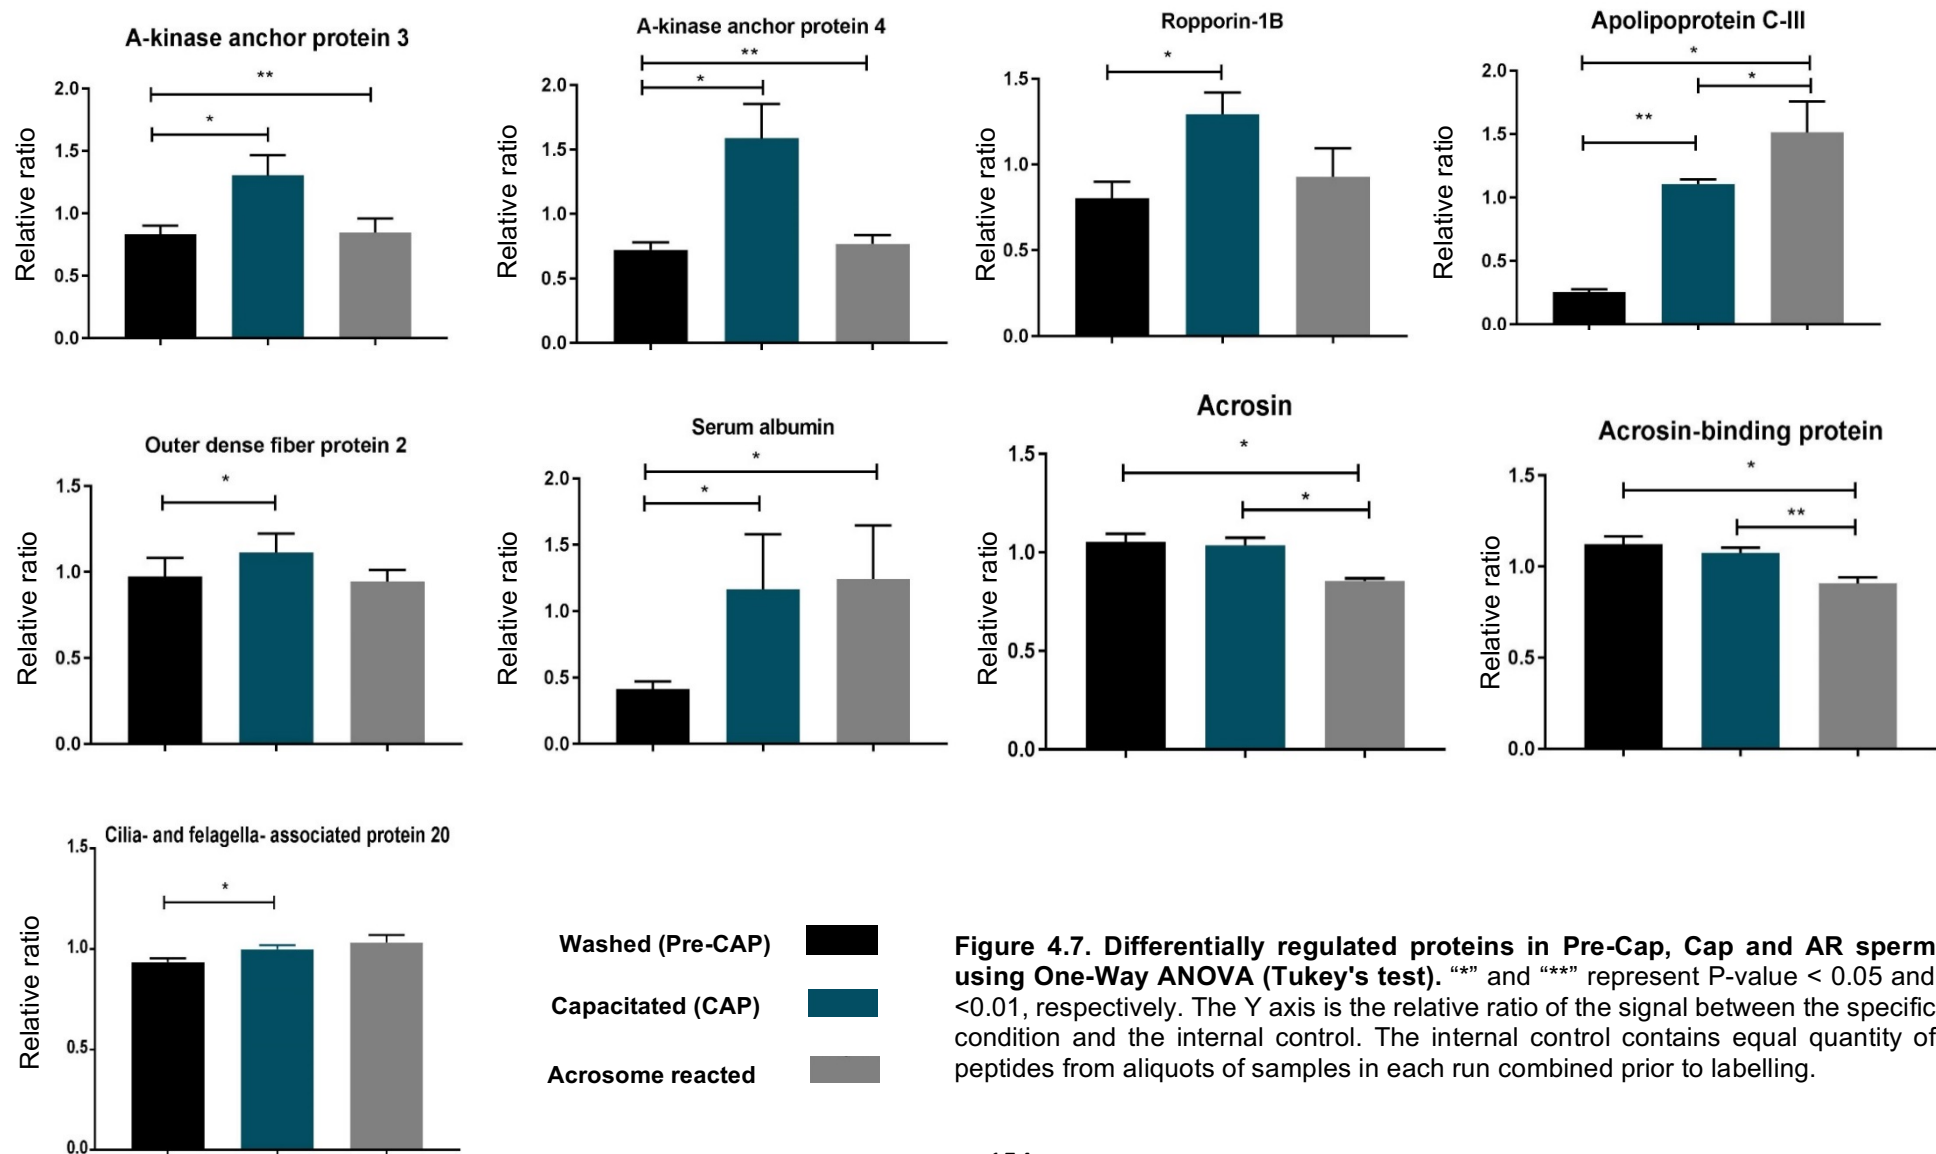 A-kinase anchor protein 3
**
*
2.0
1.5
1.0
0.5
0.0
Relative ratio
A-kinase anchor protein 4
**
*
2.0
1.5
1.0
0.5
0.0
Relative ratio
Ropporin-1B
*
1.5
1.0
0.5
0.0
Relative ratio
Apolipoprotein C-III
*
*
**
2.0
1.5
1.0
0.5
0.0
Relative ratio
Outer dense fiber protein 2
*
1.5
1.0
0.5
0.0
Relative ratio
Serum albumin
*
*
2.0
1.5
1.0
0.5
0.0
Relative ratio
Acrosin
*
*
1.5
1.0
0.5
0.0
Relative ratio
Acrosin-binding protein
*
**
1.5
1.0
0.5
0.0
Relative ratio
Cilia- and felagella- associated protein 20
*
1.5
1.0
0.5
0.0
Relative ratio
Washed (Pre-CAP)
Capacitated (CAP)
Acrosome reacted
Figure 4.7. Differentially regulated proteins in Pre-Cap, Cap and AR sperm
using One-Way ANOVA (Tukey's test). “*” and “**” represent P-value < 0.05 and
<0.01, respectively. The Y axis is the relative ratio of the signal between the specific
condition and the internal control. The internal control contains equal quantity of
peptides from aliquots of samples in each run combined prior to labelling.